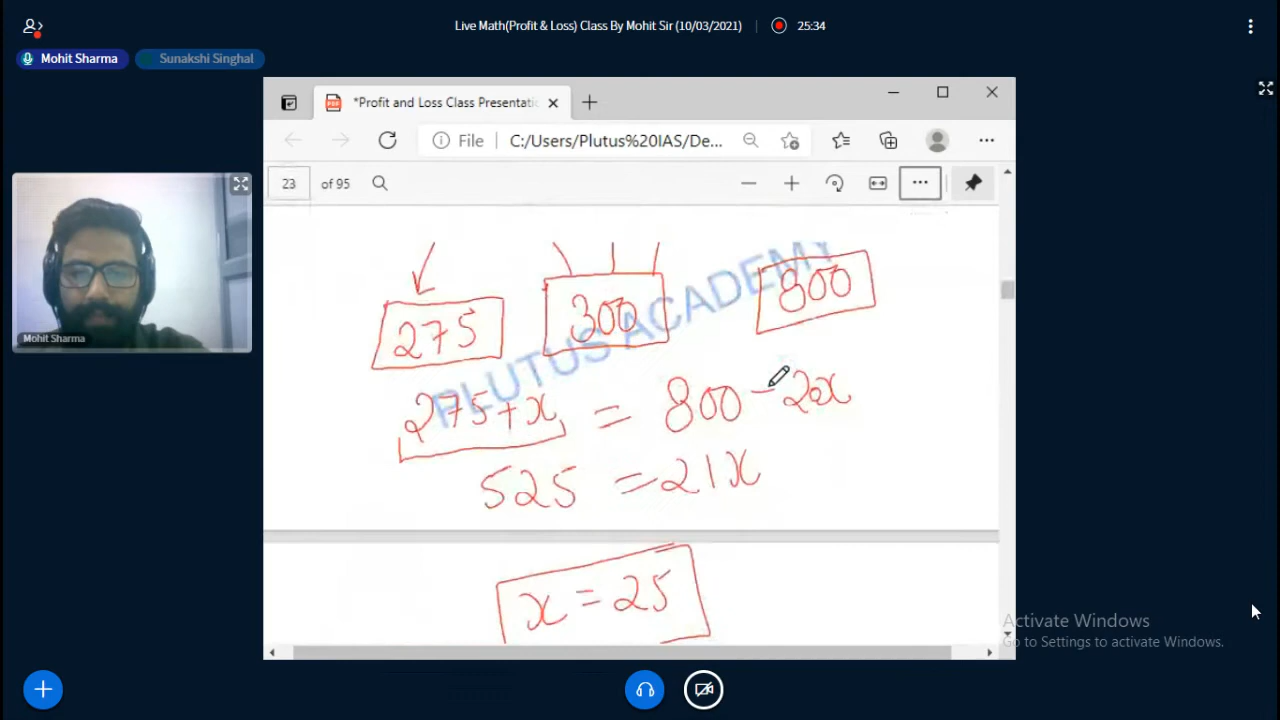 Live Math(Profit & Loss) Class By Mohit Sir (10/03/2021)
25:34
Mohit Sharma
Sunakshi Singhal
*Profit and Loss Class Presentatio
File
C:/Users/Plutus%20IAS/De...
23
of 95
PLUTUS ACADEMY
275
300
800
275+x = 800-20x
525 = 21x
x = 25
Mohit Sharma
Activate Windows
Go to Settings to activate Windows.